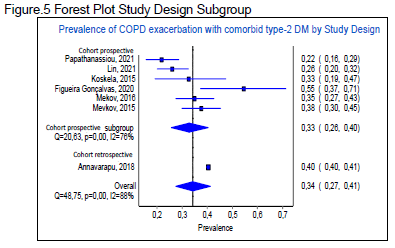 Figure.5 Forest Plot Study Design Subgroup
Prevalence of COPD exacerbation with comorbid type-2 DM by Study Design
Cohort prospective
Papathanassiou, 2021 0,22 ( 0,16, 0,29)
Lin, 2021 0,26 ( 0,20, 0,32)
Koskela, 2015 0,33 ( 0,19, 0,47)
Figueira Gonçalves, 2020 0,55 ( 0,37, 0,71)
Mekov, 2016 0,35 ( 0,27, 0,43)
Mevkov, 2015 0,38 ( 0,30, 0,45)
Cohort prospective subgroup 0,33 ( 0,26, 0,40)
Q=20,63, p=0,00, I2=76%
Cohort retrospective
Annavarapu, 2018 0,40 ( 0,40, 0,41)
Overall 0,34 ( 0,27, 0,41)
Q=48,75, p=0,00, I2=88%
0,2 0,3 0,4 0,5 0,6 0,7
Prevalence